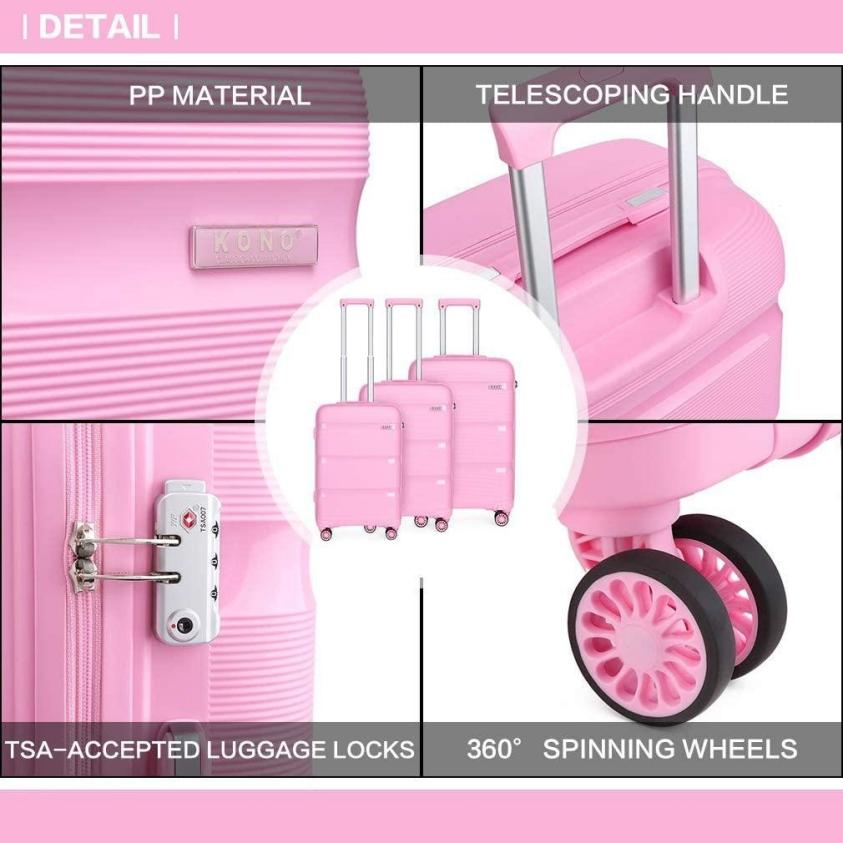 DETAIL
PP MATERIAL
TELESCOPING HANDLE
KONO
TSA007
TSA-ACCEPTED LUGGAGE LOCKS
360° SPINNING WHEELS